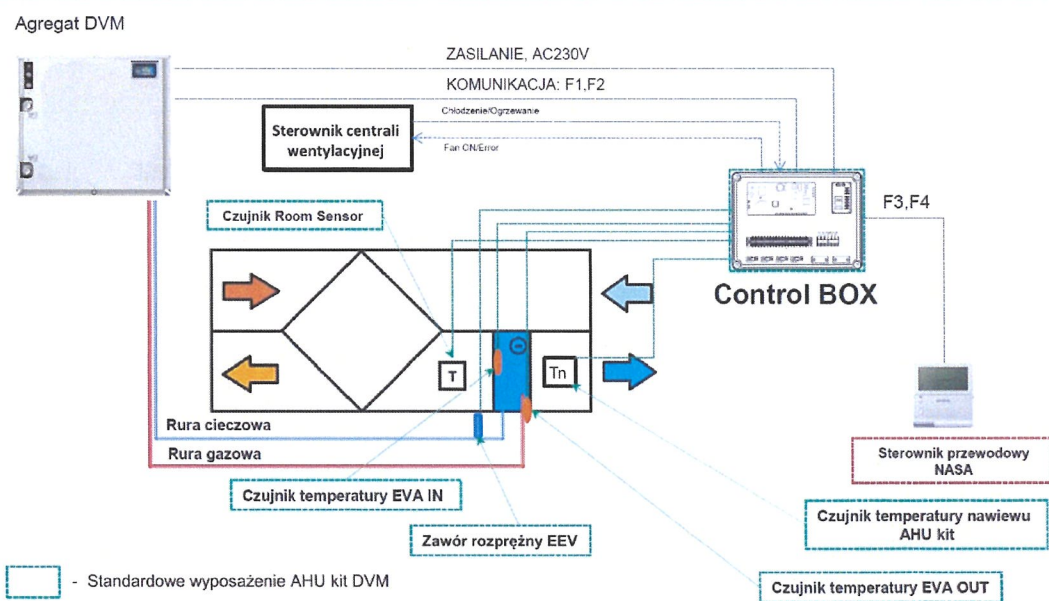 Agregat DVM
ZASILANIE, AC230V
KOMUNIKACJA: F1,F2
Chłodzenie/Ogrzewanie
Sterownik centrali
wentylacyjnej
Fan ON/Error
F3,F4
Czujnik Room Sensor
Control BOX
T
Tn
Rura cieczowa
Rura gazowa
Sterownik przewodowy
NASA
Czujnik temperatury EVA IN
Czujnik temperatury nawiewu
AHU kit
Zawór rozprężny EEV
Czujnik temperatury EVA OUT
- Standardowe wyposażenie AHU kit DVM